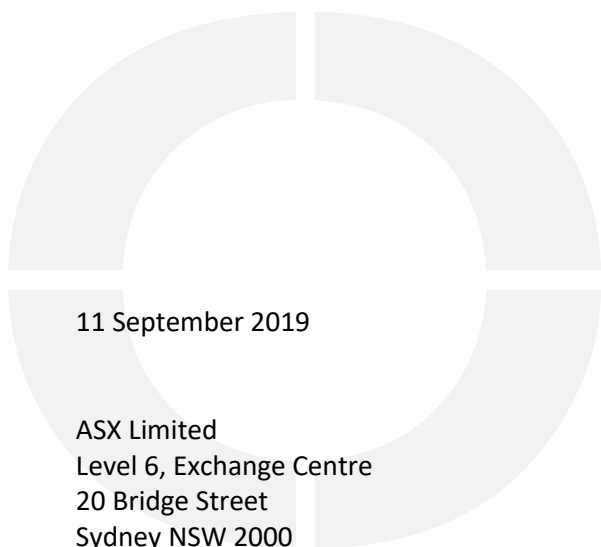 11 September 2019
ASX Limited
Level 6, Exchange Centre
20 Bridge Street
Sydney NSW 2000